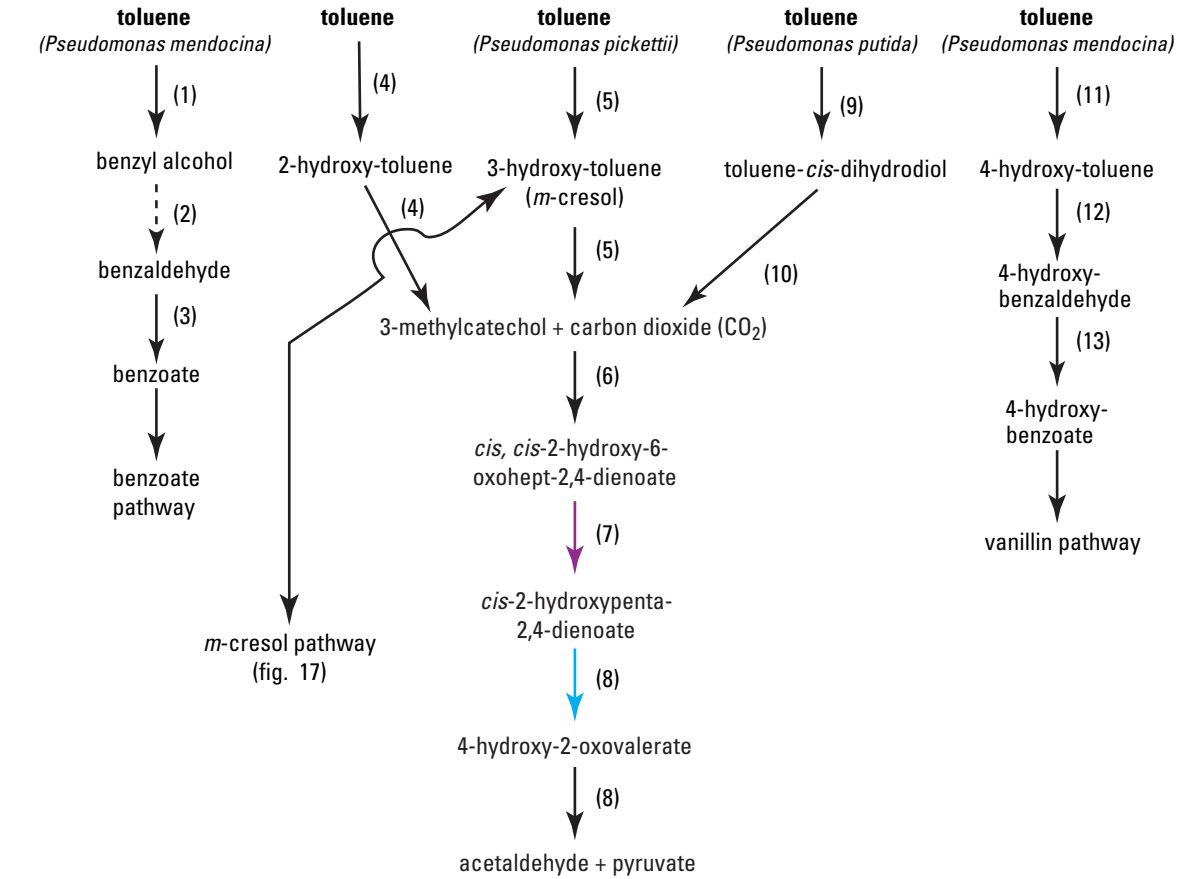 toluene
(Pseudomonas mendocina)
(1)
benzyl alcohol
(2)
benzaldehyde
(3)
benzoate
benzoate
pathway
toluene
(4)
2-hydroxy-toluene
(4)
m-cresol pathway
(fig. 17)
toluene
(Pseudomonas pickettii)
(5)
3-hydroxy-toluene
(m-cresol)
(5)
3-methylcatechol + carbon dioxide (CO₂)
(6)
cis, cis-2-hydroxy-6-
oxohept-2,4-dienoate
(7)
cis-2-hydroxypenta-
2,4-dienoate
(8)
4-hydroxy-2-oxovalerate
(8)
acetaldehyde + pyruvate
toluene
(Pseudomonas putida)
(9)
toluene-cis-dihydrodiol
(10)
toluene
(Pseudomonas mendocina)
(11)
4-hydroxy-toluene
(12)
4-hydroxy-
benzaldehyde
(13)
4-hydroxy-
benzoate
vanillin pathway